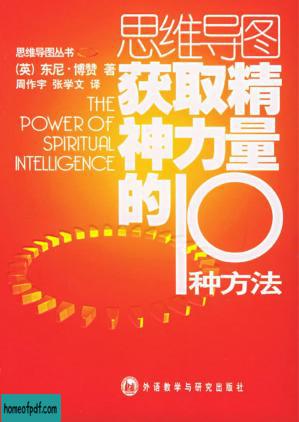 思维导图丛书
(英) 东尼·博赞 著
周作宇 张学文 译
THE
POWER OF
SPIRITUAL
INTELLIGENCE
思维导图
获取精
神力量
的10
种方法
外语教学与研究出版社
homeofpdf.com